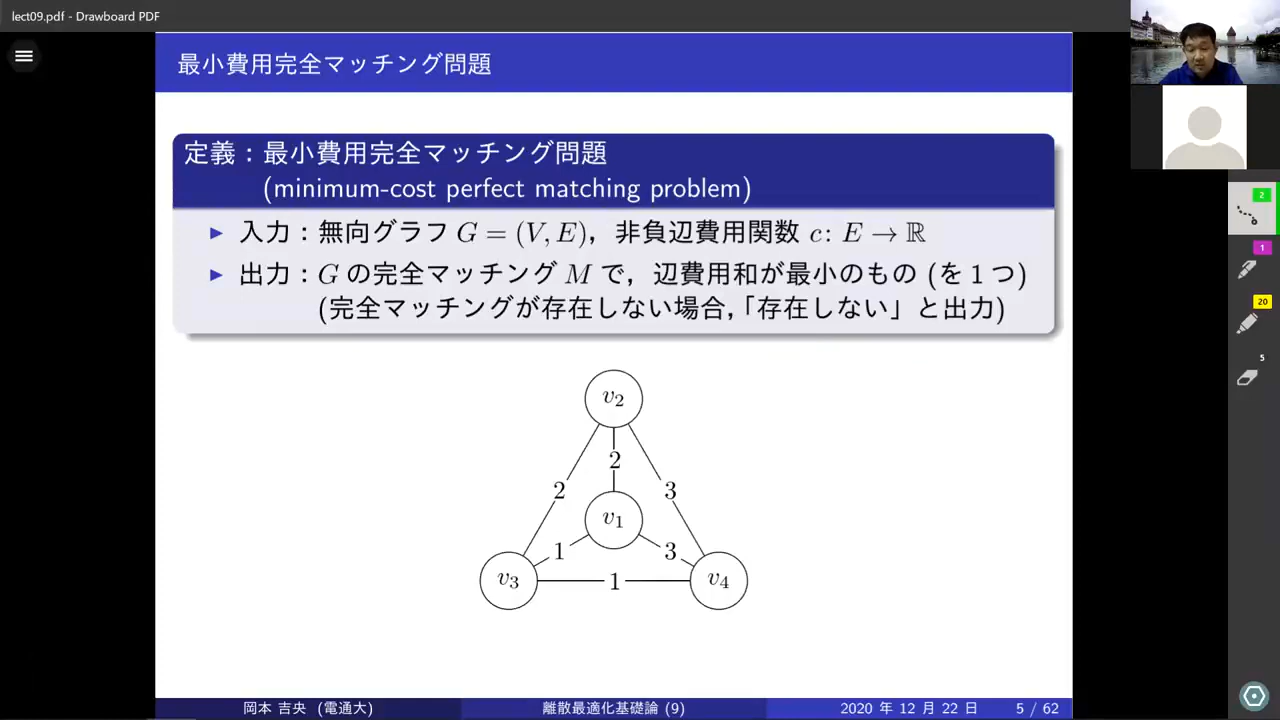 lect09.pdf - Drawboard PDF
最小費用完全マッチング問題
定義：最小費用完全マッチング問題
(minimum-cost perfect matching problem)
▶ 入力：無向グラフ G = (V, E)，非負辺費用関数 c: E → ℝ
▶ 出力：G の完全マッチング M で，辺費用和が最小のもの (を 1 つ)
(完全マッチングが存在しない場合，「存在しない」と出力)
v2
2
2
3
v1
1
3
v3
1
v4
2
1
20
5
岡本 吉央 (電通大)
離散最適化基礎論 (9)
2020 年 12 月 22 日
5 / 62